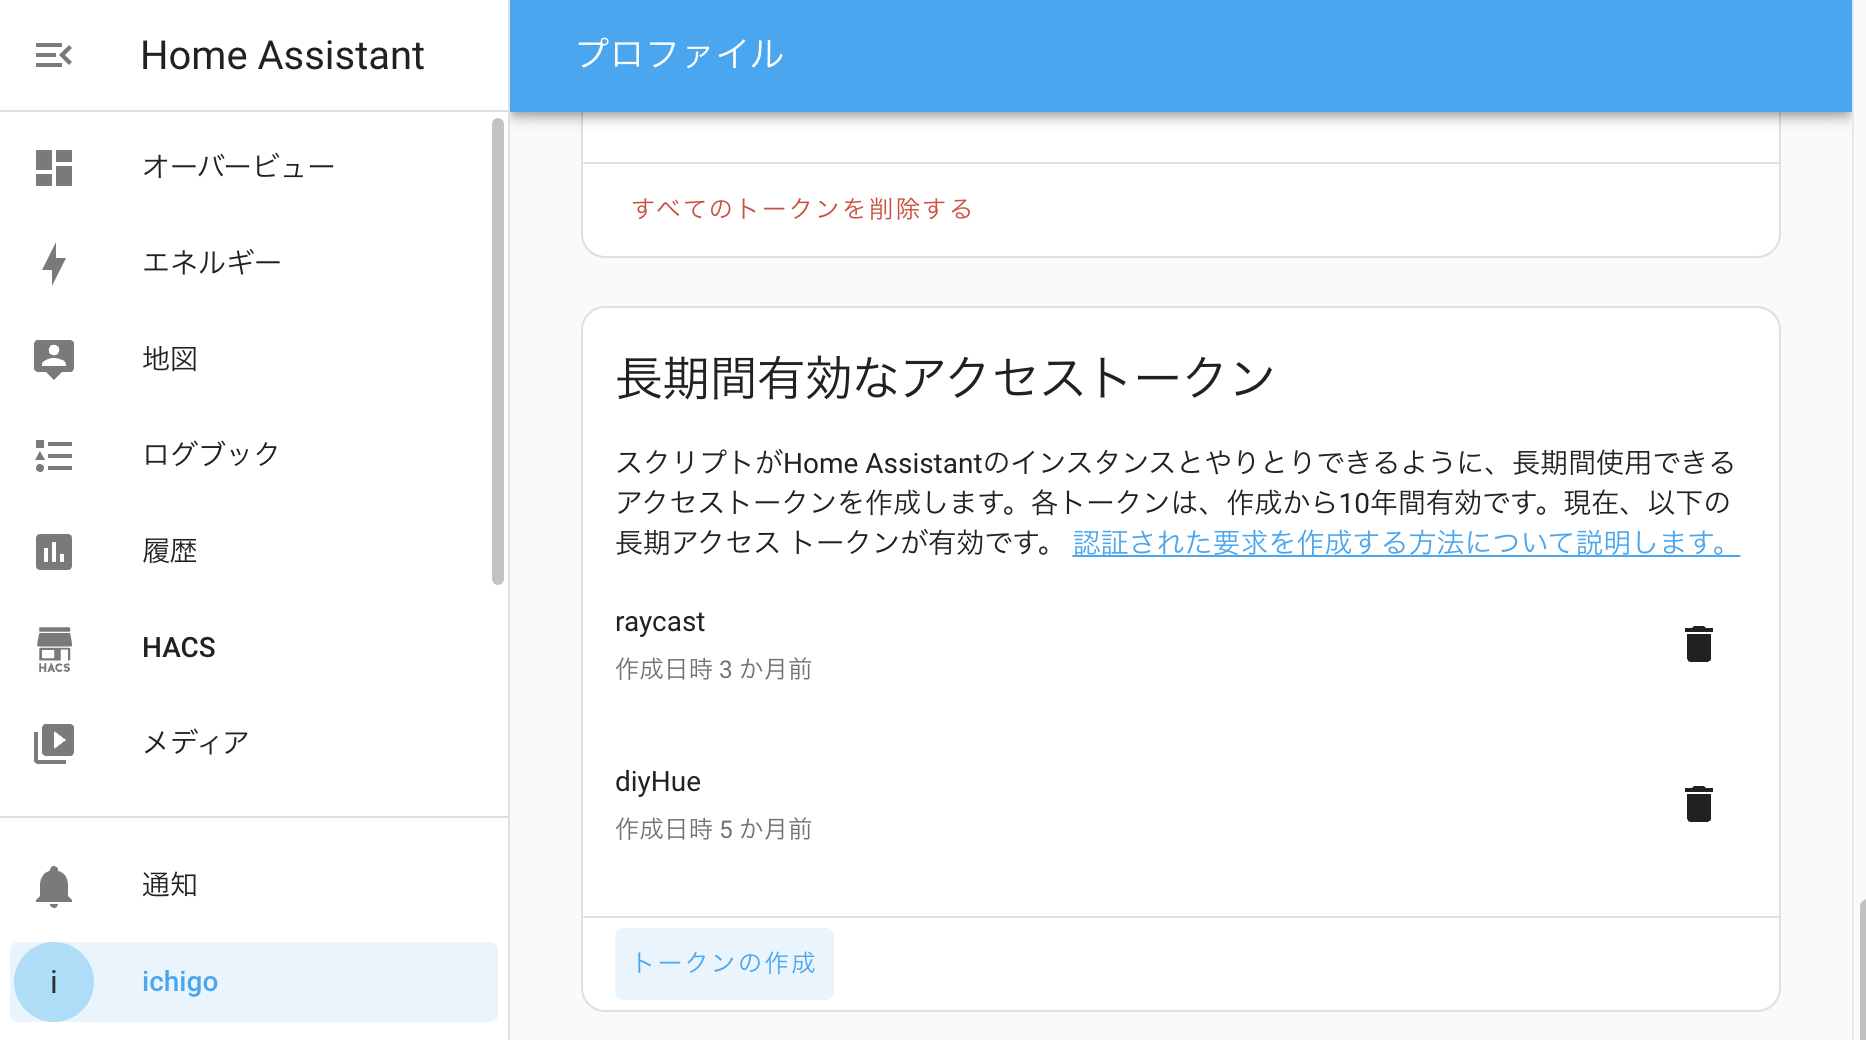 Home Assistant
オーバービュー
エネルギー
地図
ログブック
履歴
HACS
HACS
メディア
通知
i
ichigo
プロファイル
すべてのトークンを削除する
長期間有効なアクセストークン
スクリプトがHome Assistantのインスタンスとやりとりできるように、長期間使用できる
アクセストークンを作成します。各トークンは、作成から10年間有効です。現在、以下の
長期アクセス トークンが有効です。 認証された要求を作成する方法について説明します。
raycast
作成日時 3 か月前
diyHue
作成日時 5 か月前
トークンの作成